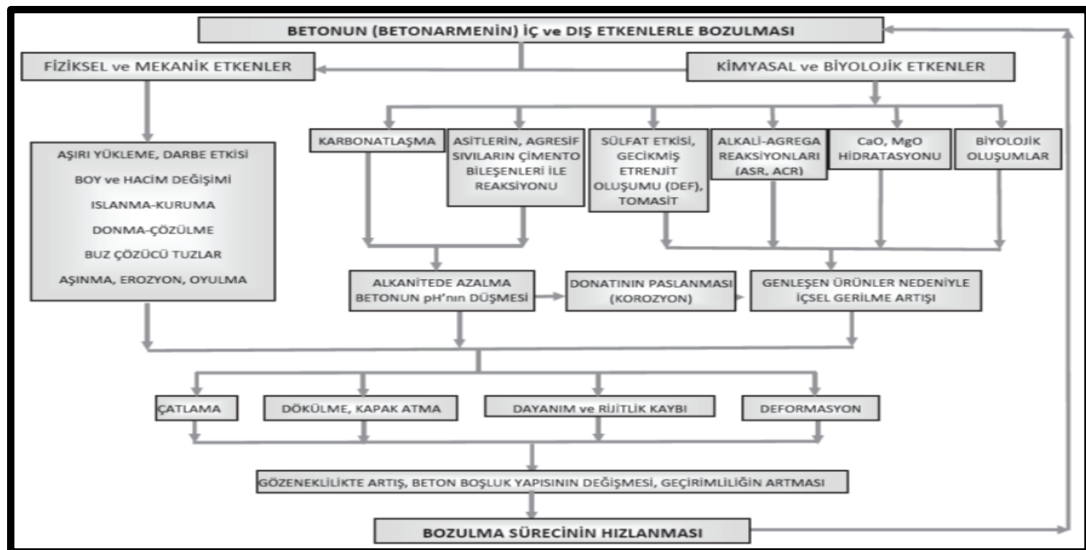 BETONUN (BETONARMENİN) İÇ ve DIŞ ETKENLERLE BOZULMASI
FİZİKSEL ve MEKANİK ETKENLER
KİMYASAL ve BİYOLOJİK ETKENLER
AŞIRI YÜKLEME, DARBE ETKİSİ
BOY ve HACİM DEĞİŞİMİ
ISLANMA-KURUMA
DONMA-ÇÖZÜLME
BUZ ÇÖZÜCÜ TUZLAR
AŞINMA, EROZYON, OYULMA
KARBONATLAŞMA
ASİTLERİN, AGRESİF
SIVILARIN ÇİMENTO
BİLEŞENLERİ İLE
REAKSİYONU
SÜLFAT ETKİSİ,
GECİKMİŞ
ETRENJİT
OLUŞUMU (DEF),
TOMASİT
ALKALİ-AGREGA
REAKSİYONLARI
(ASR, ACR)
CaO, MgO
HİDRATASYONU
BİYOLOJİK
OLUŞUMLAR
ALKANİTEDE AZALMA
BETONUN pH'nın DÜŞMESİ
DONATININ PASLANMASI
(KOROZYON)
GENLEŞEN ÜRÜNLER NEDENİYLE
İÇSEL GERİLME ARTIŞI
ÇATLAMA
DÖKÜLME, KAPAK ATMA
DAYANIM ve RİJİTLİK KAYBI
DEFORMASYON
GÖZENEKLİLİKTE ARTIŞ, BETON BOŞLUK YAPISININ DEĞİŞMESİ, GEÇİRİMLİLİĞİN ARTMASI
BOZULMA SÜRECİNİN HIZLANMASI